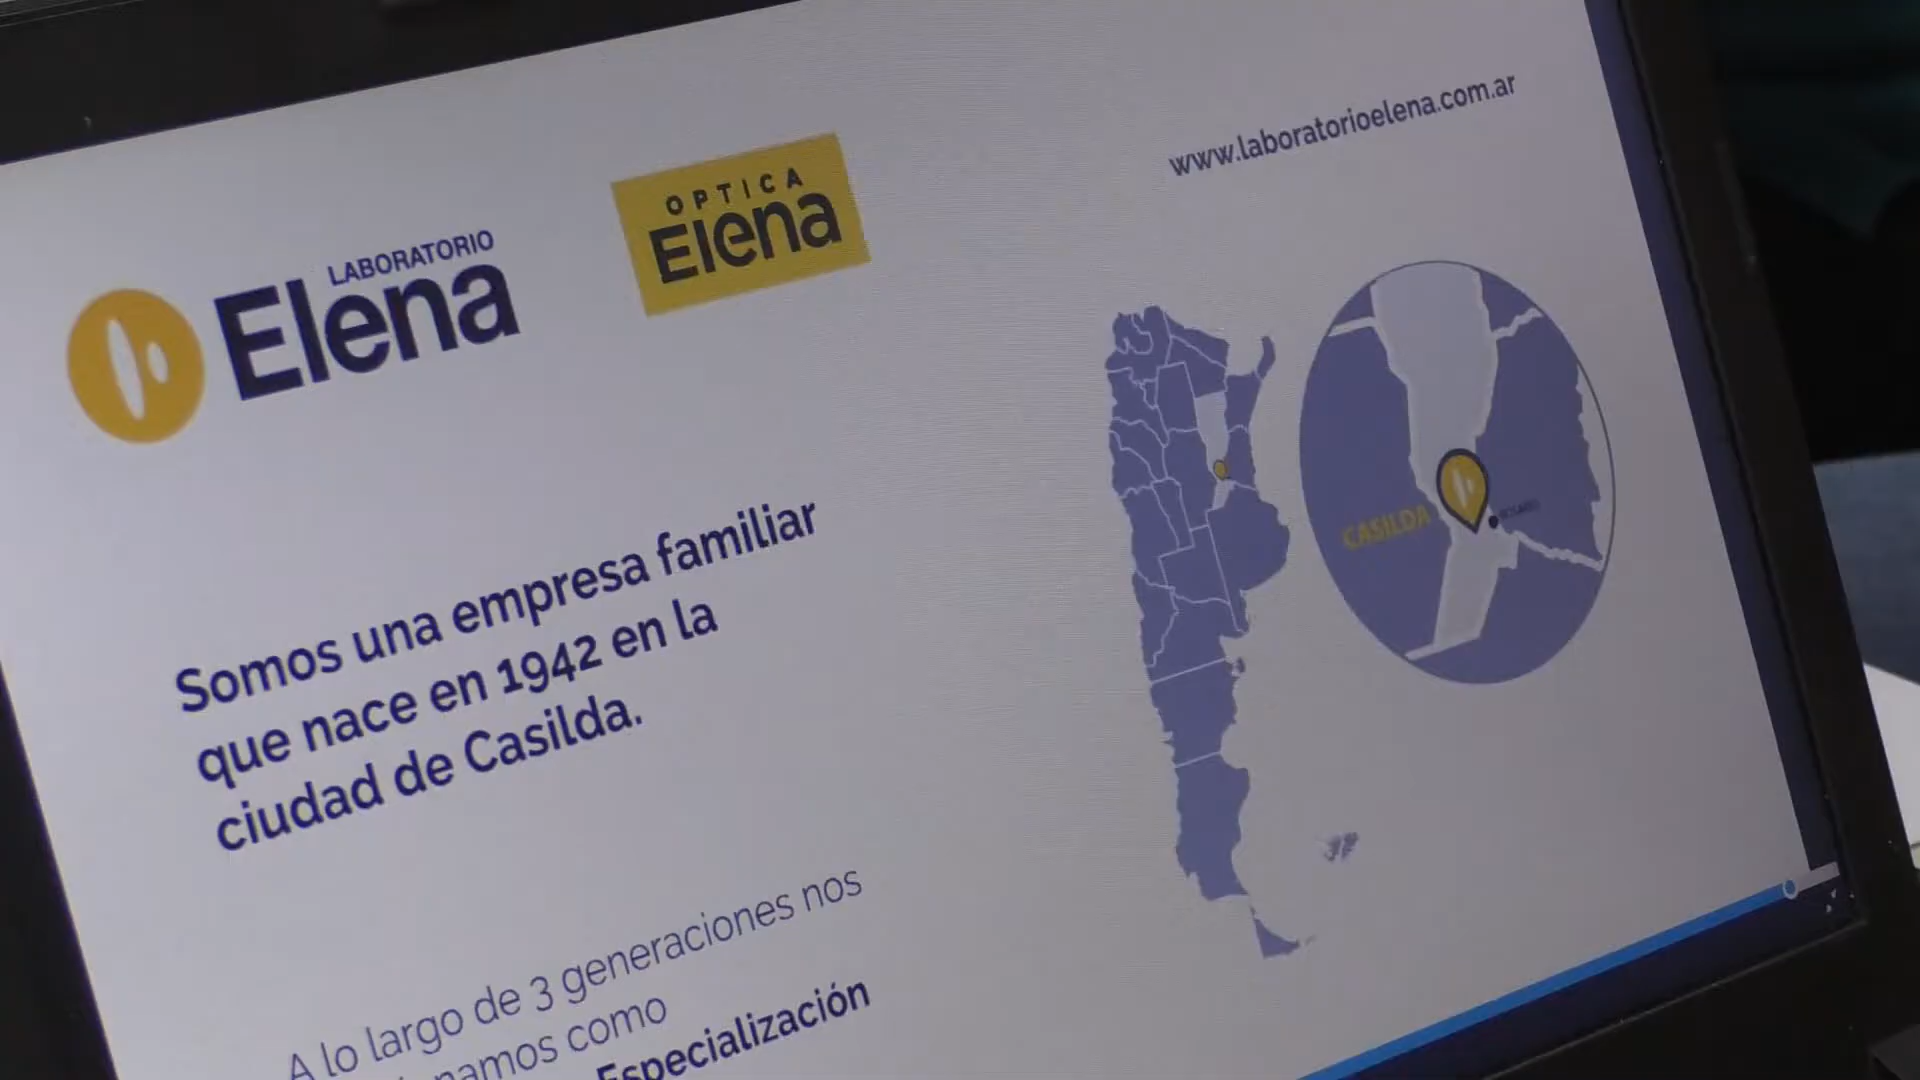 LABORATORIO
Elena
OPTICA
Elena
www.laboratorioelena.com.ar
Somos una empresa familiar
que nace en 1942 en la
ciudad de Casilda.
CASILDA
A lo largo de 3 generaciones nos
como
Especialización